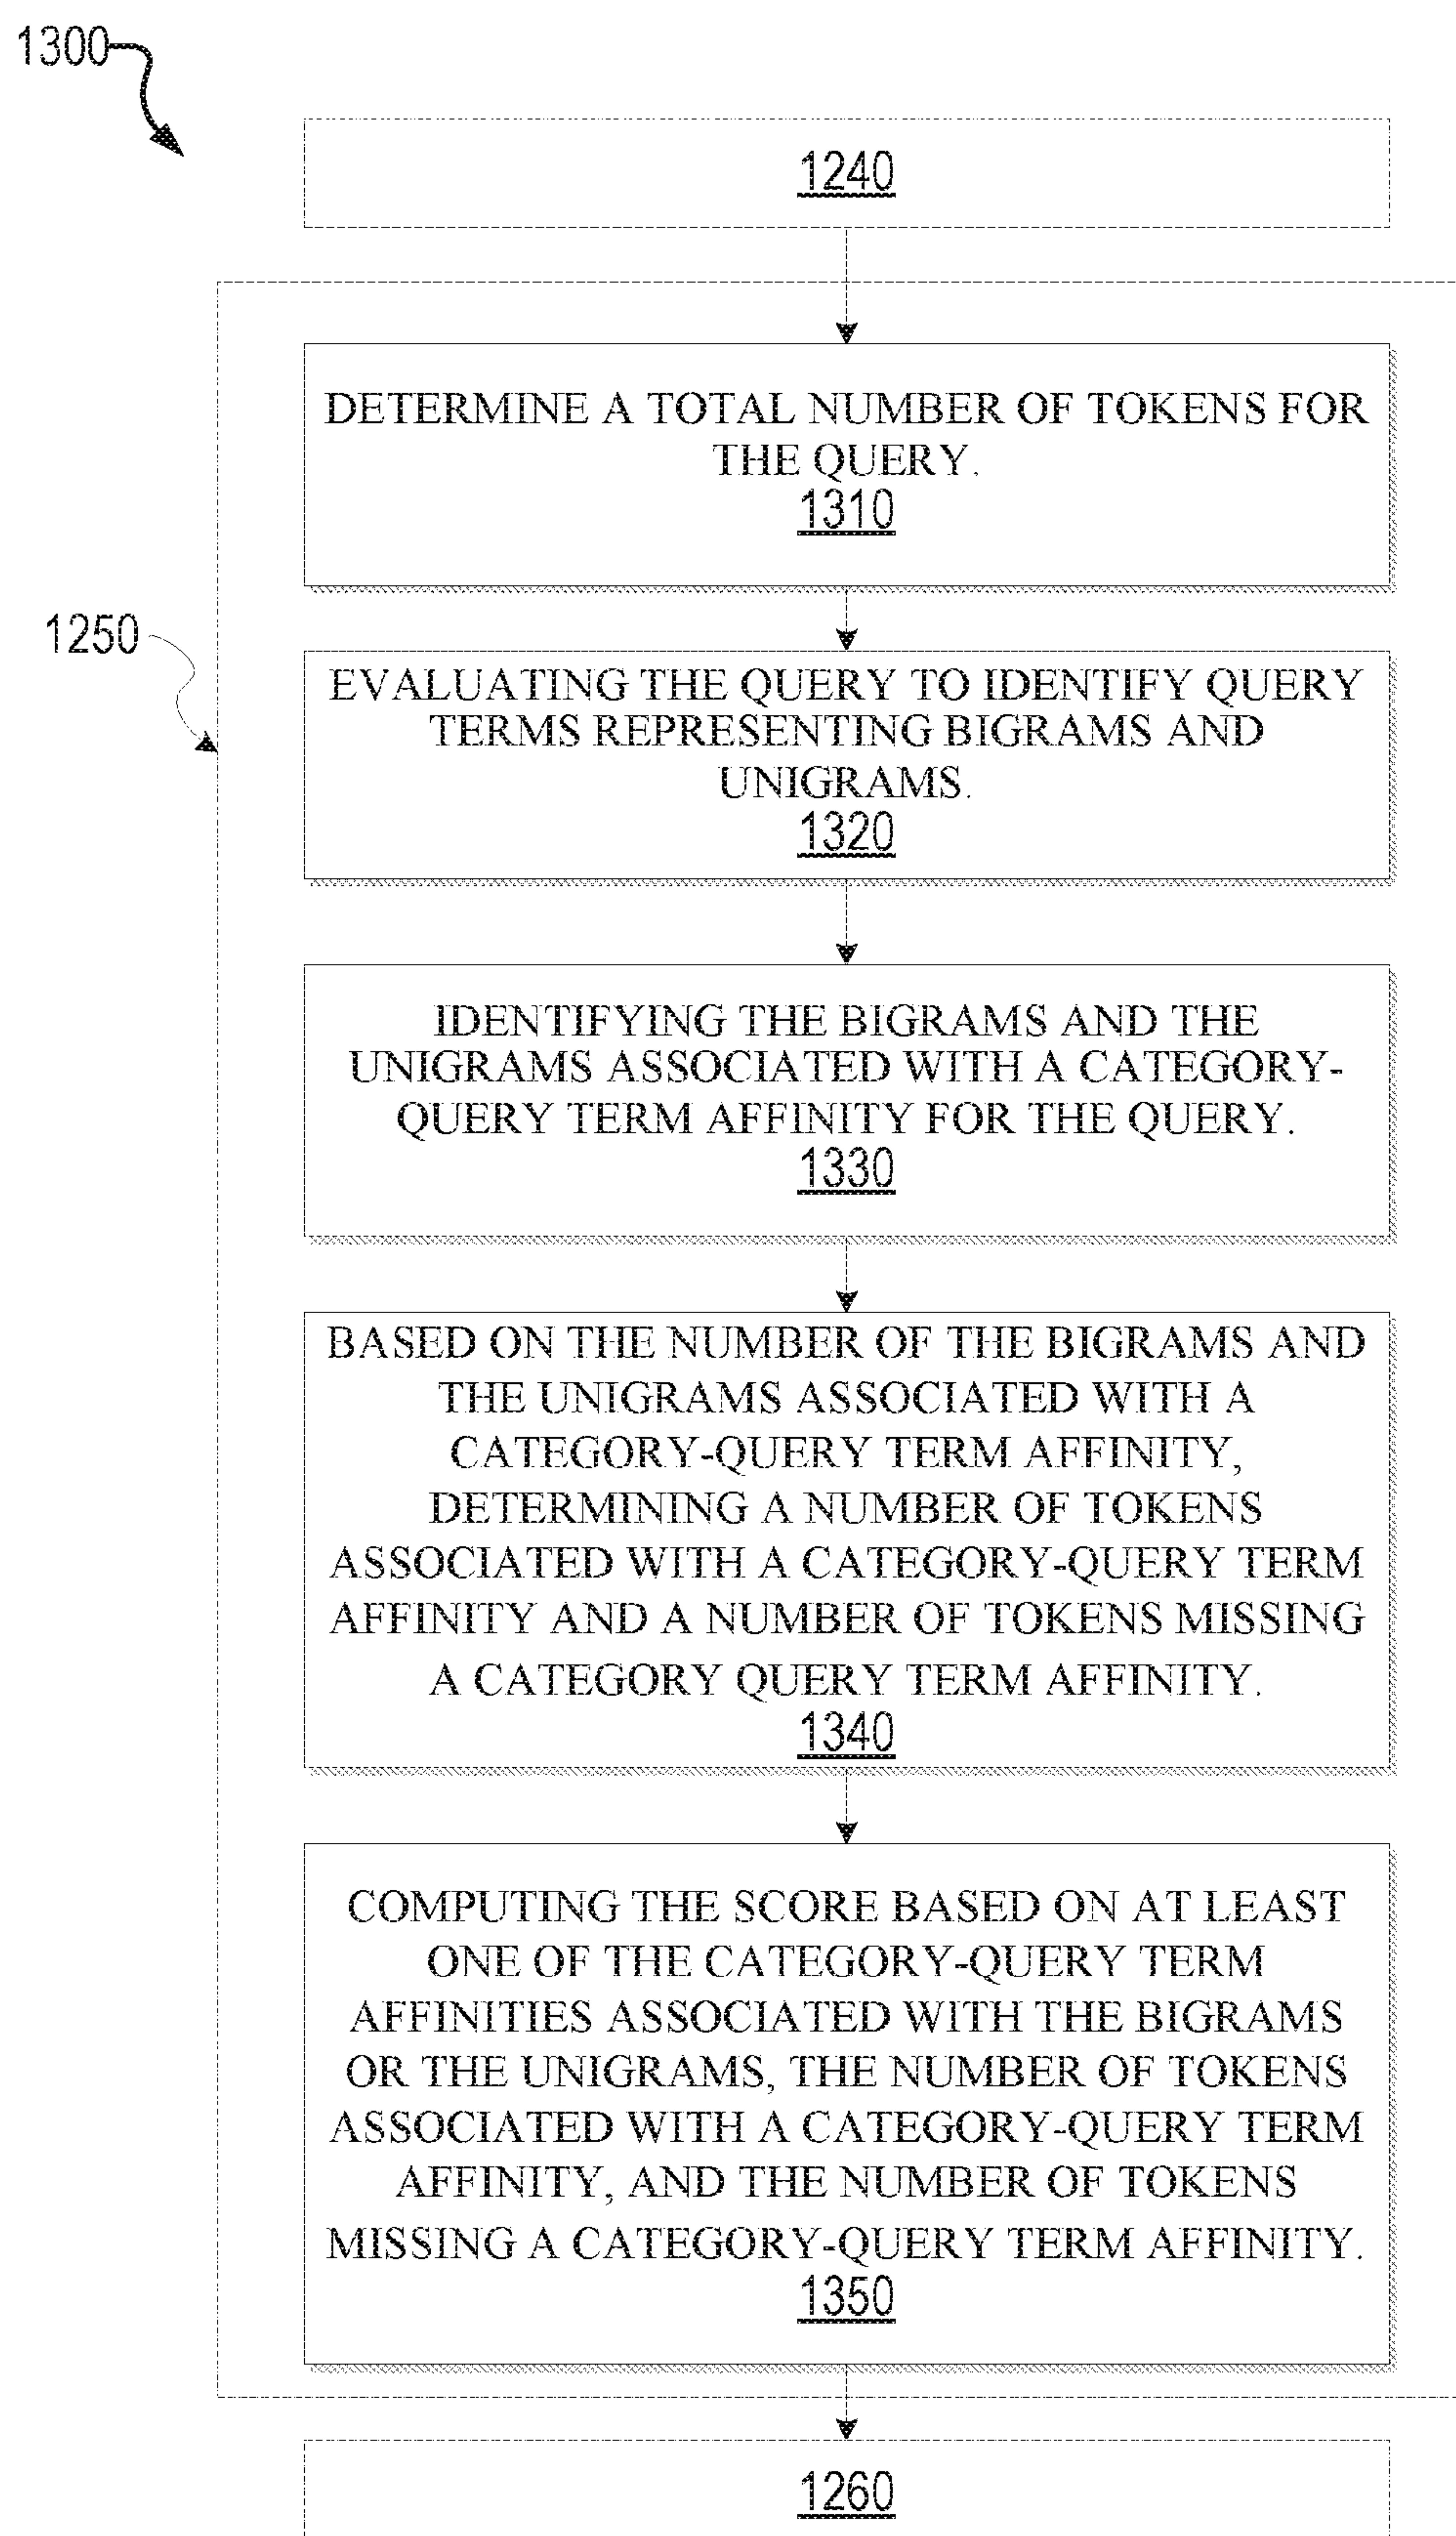 1300
1240
DETERMINE A TOTAL NUMBER OF TOKENS FOR
THE QUERY.
1310
1250
EVALUATING THE QUERY TO IDENTIFY QUERY
TERMS REPRESENTING BIGRAMS AND
UNIGRAMS.
1320
IDENTIFYING THE BIGRAMS AND THE
UNIGRAMS ASSOCIATED WITH A CATEGORY-
QUERY TERM AFFINITY FOR THE QUERY.
1330
BASED ON THE NUMBER OF THE BIGRAMS AND
THE UNIGRAMS ASSOCIATED WITH A
CATEGORY-QUERY TERM AFFINITY,
DETERMINING A NUMBER OF TOKENS
ASSOCIATED WITH A CATEGORY-QUERY TERM
AFFINITY AND A NUMBER OF TOKENS MISSING
A CATEGORY QUERY TERM AFFINITY.
1340
COMPUTING THE SCORE BASED ON AT LEAST
ONE OF THE CATEGORY-QUERY TERM
AFFINITIES ASSOCIATED WITH THE BIGRAMS
OR THE UNIGRAMS, THE NUMBER OF TOKENS
ASSOCIATED WITH A CATEGORY-QUERY TERM
AFFINITY, AND THE NUMBER OF TOKENS
MISSING A CATEGORY-QUERY TERM AFFINITY.
1350
1260